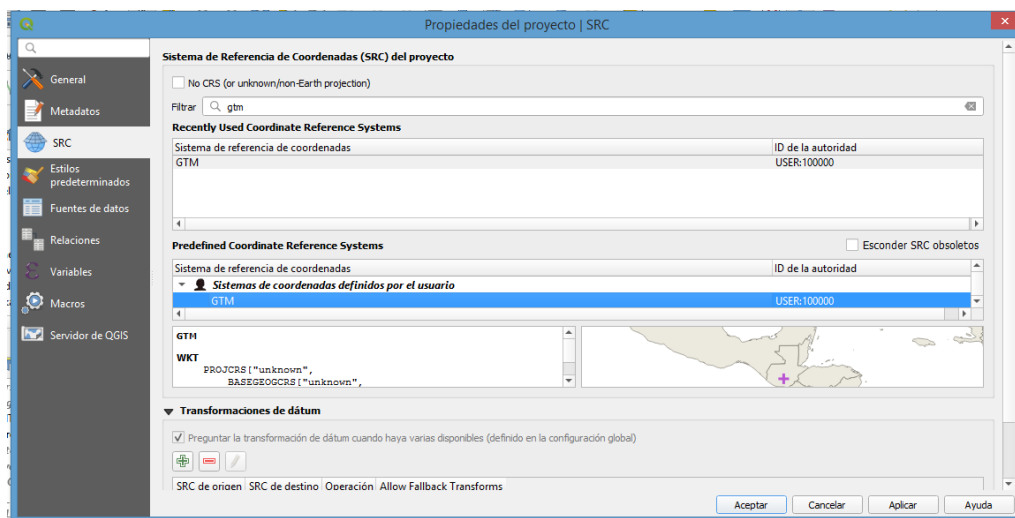 Propiedades del proyecto | SRC
General
Metadatos
SRC
Estilos
predeterminados
Fuentes de datos
Relaciones
Variables
Macros
Servidor de QGIS
Sistema de Referencia de Coordenadas (SRC) del proyecto
No CRS (or unknown/non-Earth projection)
Filtrar gtm
Recently Used Coordinate Reference Systems
Sistema de referencia de coordenadas ID de la autoridad
GTM USER:100000
Predefined Coordinate Reference Systems Esconder SRC obsoletos
Sistema de referencia de coordenadas ID de la autoridad
Sistemas de coordenadas definidos por el usuario
GTM USER:100000
GTM
WKT
PROJCRS["unknown",
BASEGEOGCRS["unknown",
Transformaciones de dátum
Preguntar la transformación de dátum cuando haya varias disponibles (definido en la configuración global)
SRC de origen SRC de destino Operación Allow Fallback Transforms
Aceptar Cancelar Aplicar Ayuda